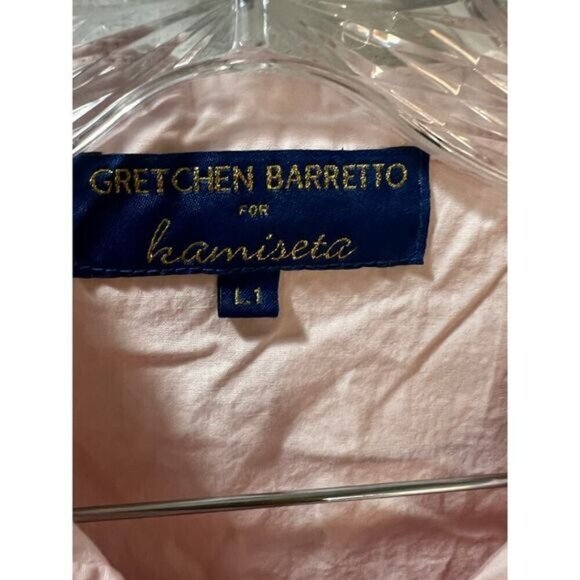 GRETCHEN BARRETTO
FOR
kamiseta
L.1